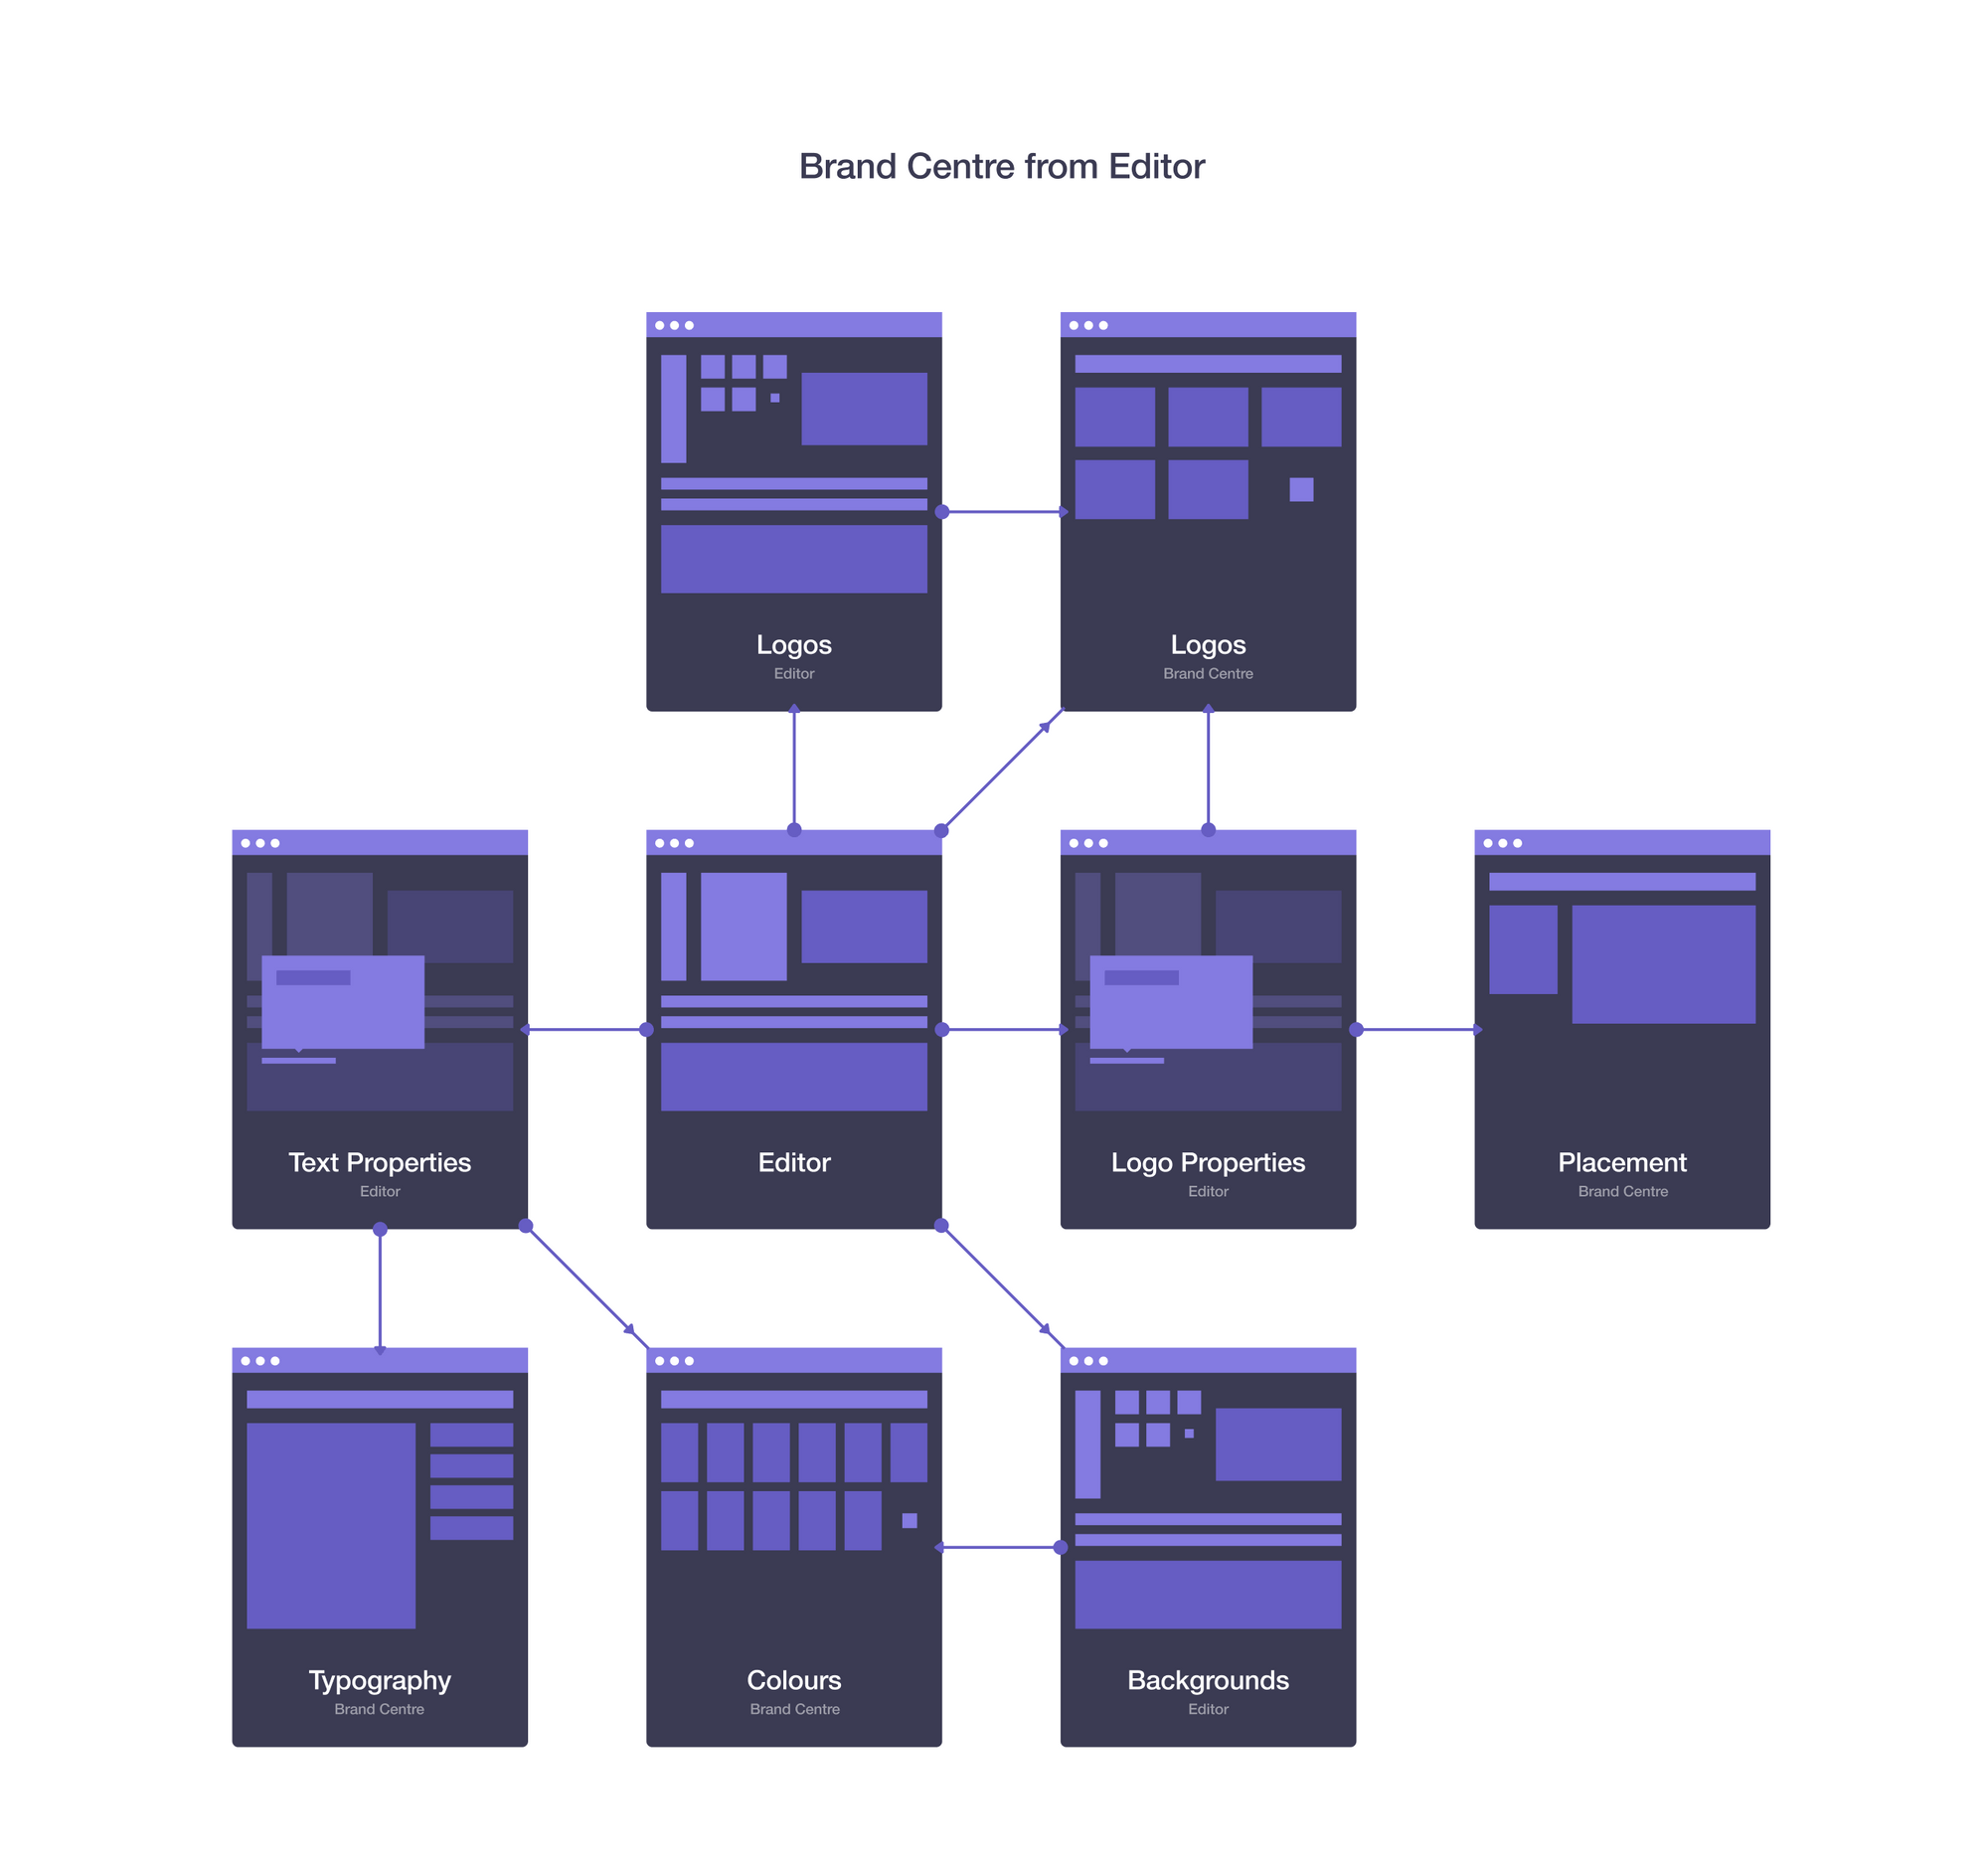 Brand Centre from Editor
Logos
Editor
Logos
Brand Centre
Text Properties
Editor
Editor
Logo Properties
Editor
Placement
Brand Centre
Typography
Brand Centre
Colours
Brand Centre
Backgrounds
Editor